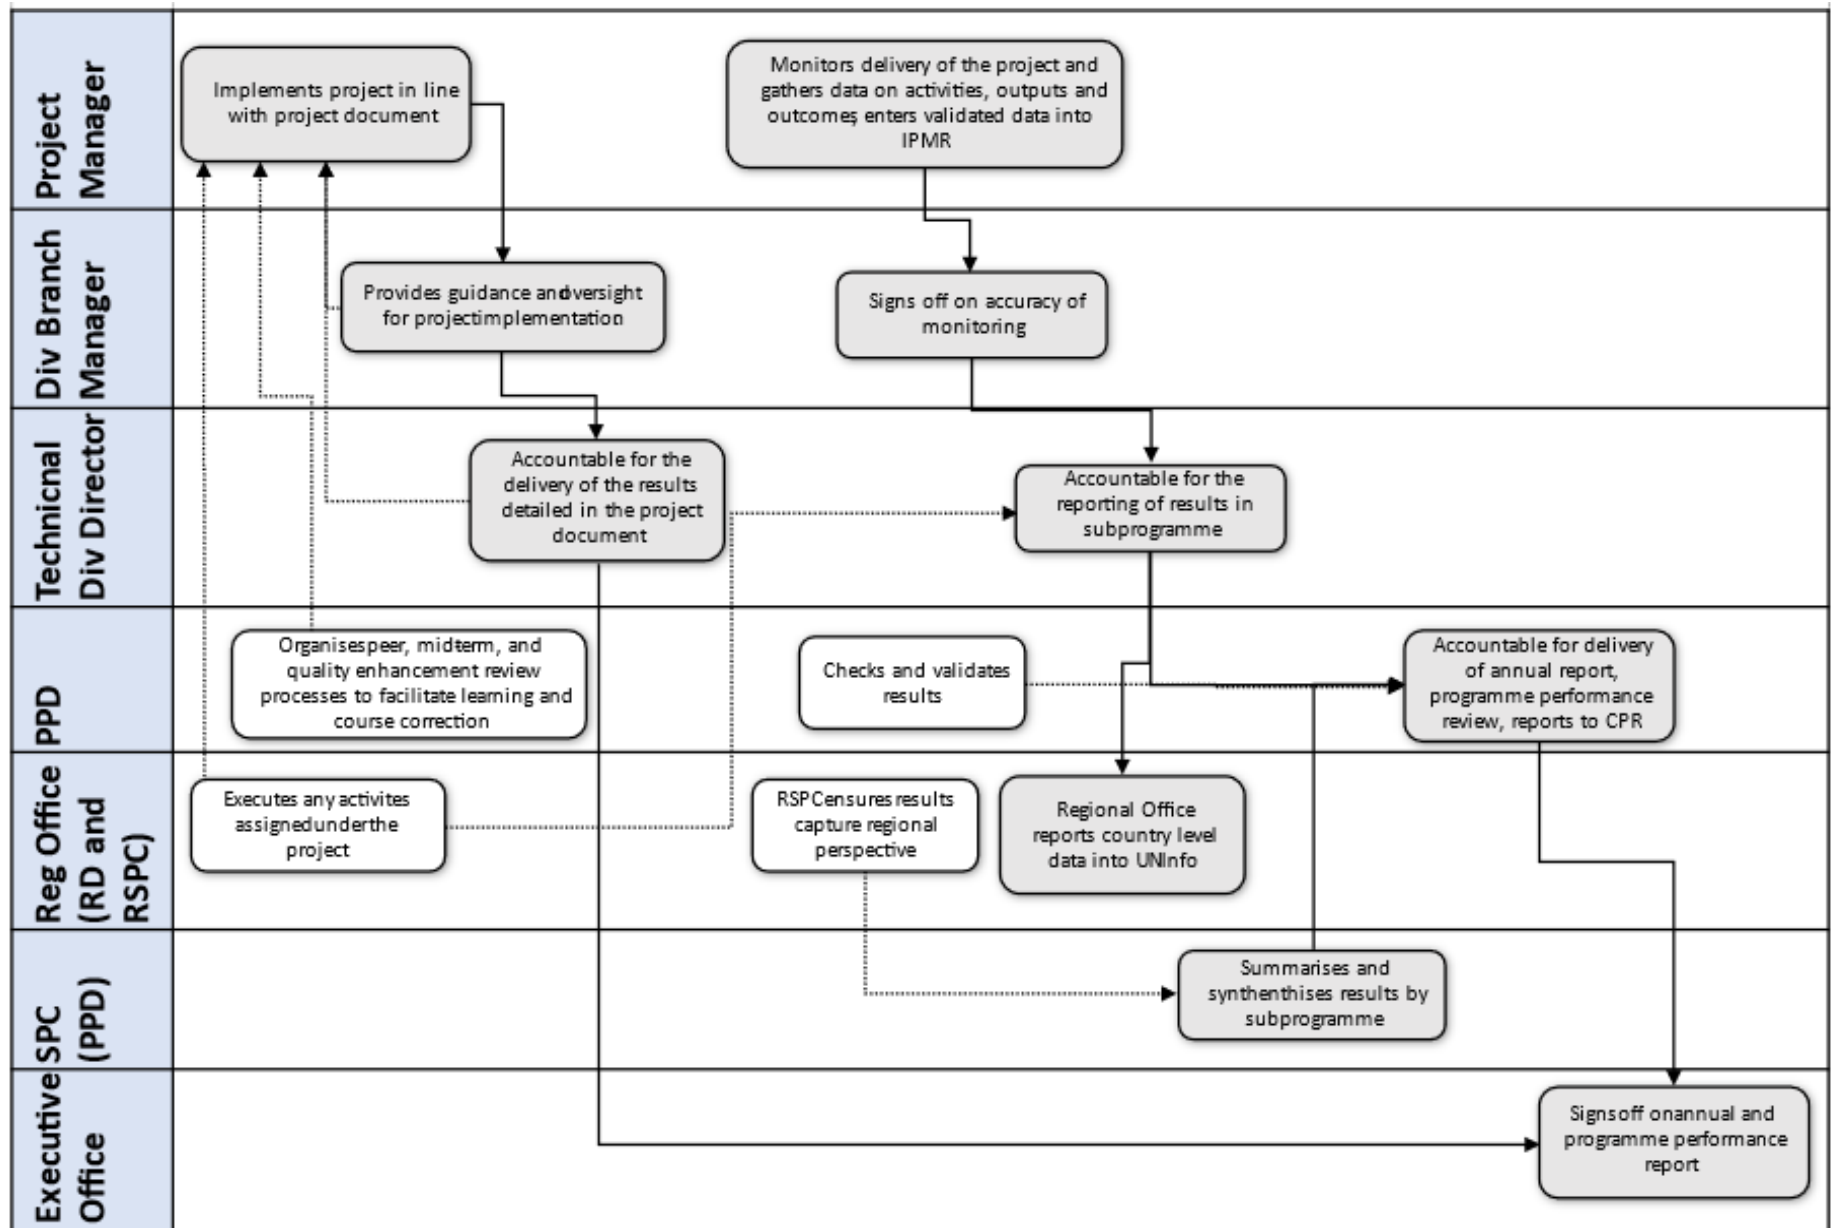 Project
Manager
Implements project in line
with project document
Monitors delivery of the project and
gathers data on activities, outputs and
outcomes, enters validated data into
IPMR
Div Branch
Manager
Provides guidance and oversight
for projectimplementation
Signs off on accuracy of
monitoring
Technicnal
Div Director
Accountable for the
delivery of the results
detailed in the project
document
Accountable for the
reporting of results in
subprogramme
PPD
Organisespeer, midterm, and
quality enhancement review
processes to facilitate learning and
course correction
Checks and validates
results
Accountable for delivery
of annual report,
programme performance
review, reports to CPR
Reg Office
(RD and
RSPC)
Executes any activites
assignedunderthe
project
RSPCensures results
capture regional
perspective
Regional Office
reports country level
data into UNInfo
SPC
(PPD)
Summarises and
synthenthises results by
subprogramme
Executive
Office
Signsoff onannual and
programme performance
report